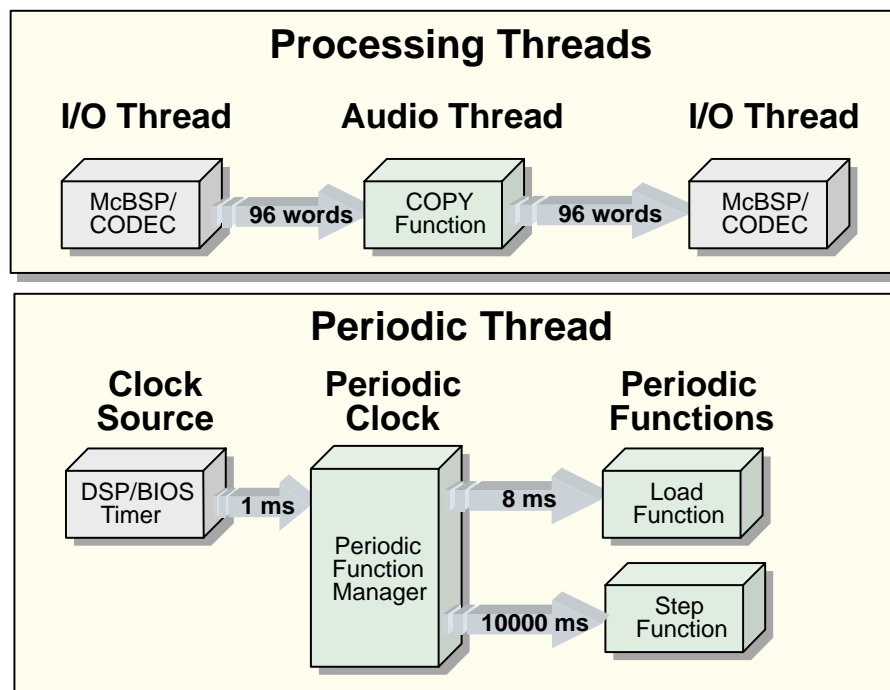 Processing Threads
I/O Thread
Audio Thread
I/O Thread
McBSP/
CODEC
96 words
COPY
Function
96 words
McBSP/
CODEC
Periodic Thread
Clock
Source
Periodic
Clock
Periodic
Functions
DSP/BIOS
Timer
1 ms
Periodic
Function
Manager
8 ms
Load
Function
10000 ms
Step
Function